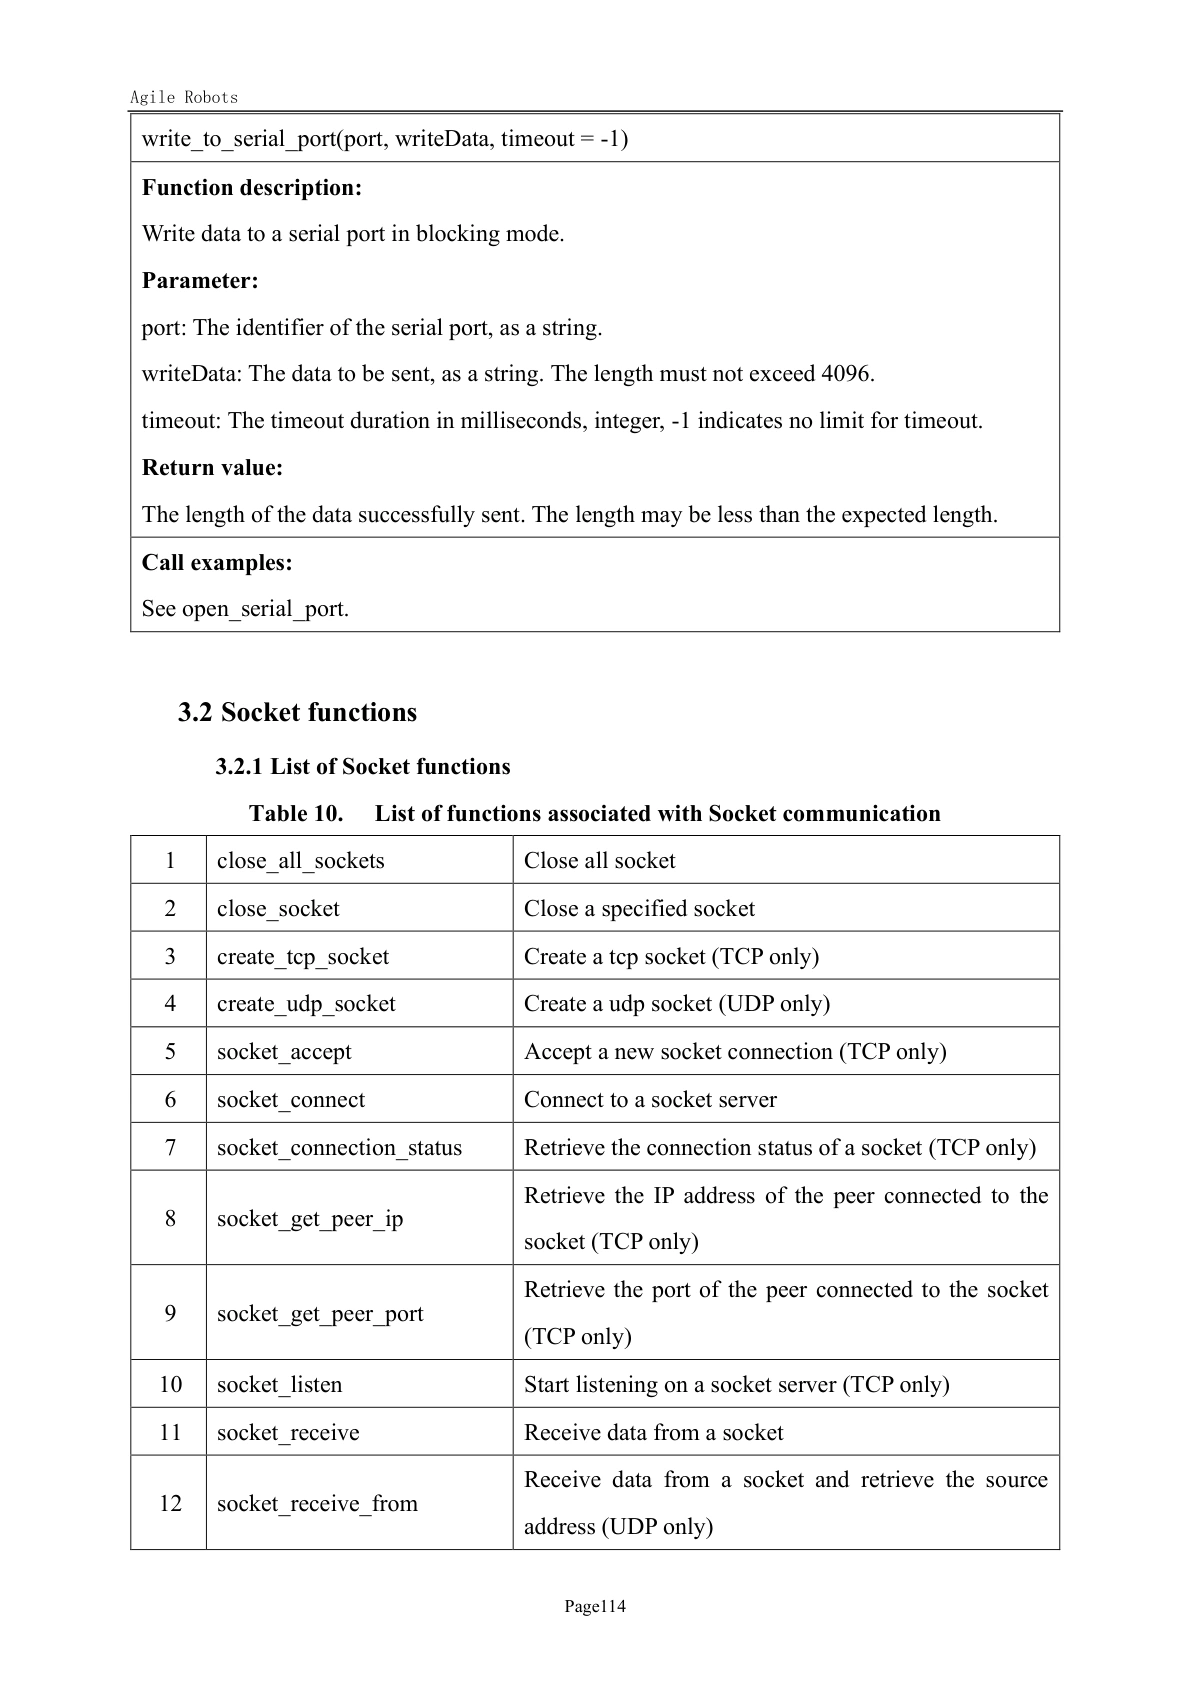 Agile Robots
write_to_serial_port(port, writeData, timeout = -1)
Function description:
Write data to a serial port in blocking mode.
Parameter:
port: The identifier of the serial port, as a string.
writeData: The data to be sent, as a string. The length must not exceed 4096.
timeout: The timeout duration in milliseconds, integer, -1 indicates no limit for timeout.
Return value:
The length of the data successfully sent. The length may be less than the expected length.
Call examples:
See open_serial_port.
3.2 Socket functions
3.2.1 List of Socket functions
Table 10. List of functions associated with Socket communication
1 close_all_sockets Close all socket
2 close_socket Close a specified socket
3 create_tcp_socket Create a tcp socket (TCP only)
4 create_udp_socket Create a udp socket (UDP only)
5 socket_accept Accept a new socket connection (TCP only)
6 socket_connect Connect to a socket server
7 socket_connection_status Retrieve the connection status of a socket (TCP only)
8 socket_get_peer_ip Retrieve the IP address of the peer connected to the
socket (TCP only)
9 socket_get_peer_port Retrieve the port of the peer connected to the socket
(TCP only)
10 socket_listen Start listening on a socket server (TCP only)
11 socket_receive Receive data from a socket
12 socket_receive_from Receive data from a socket and retrieve the source
address (UDP only)
Page114